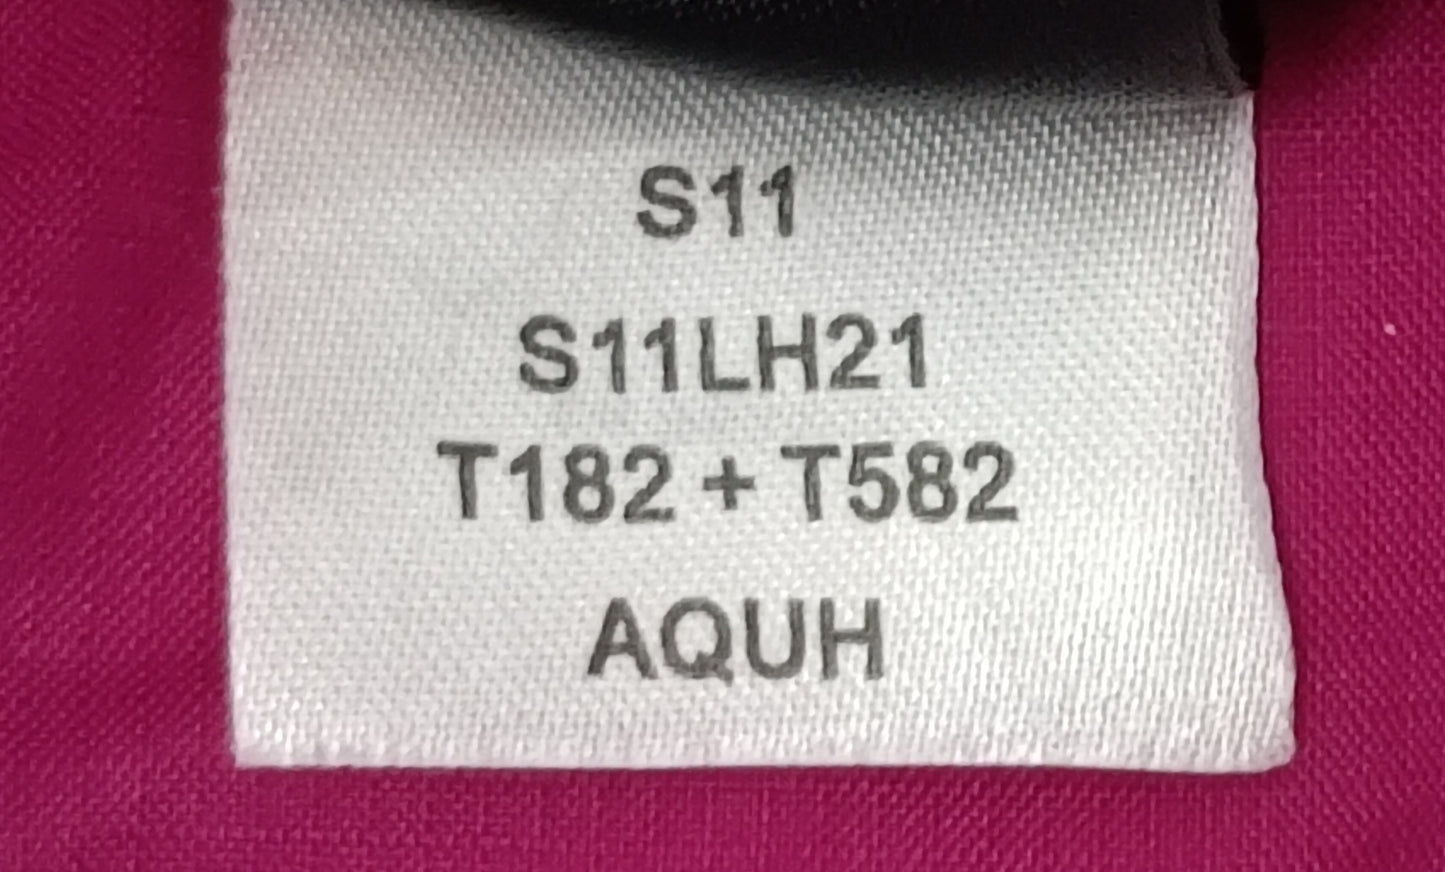 S11
S11LH21
T182 + T582
AQUH